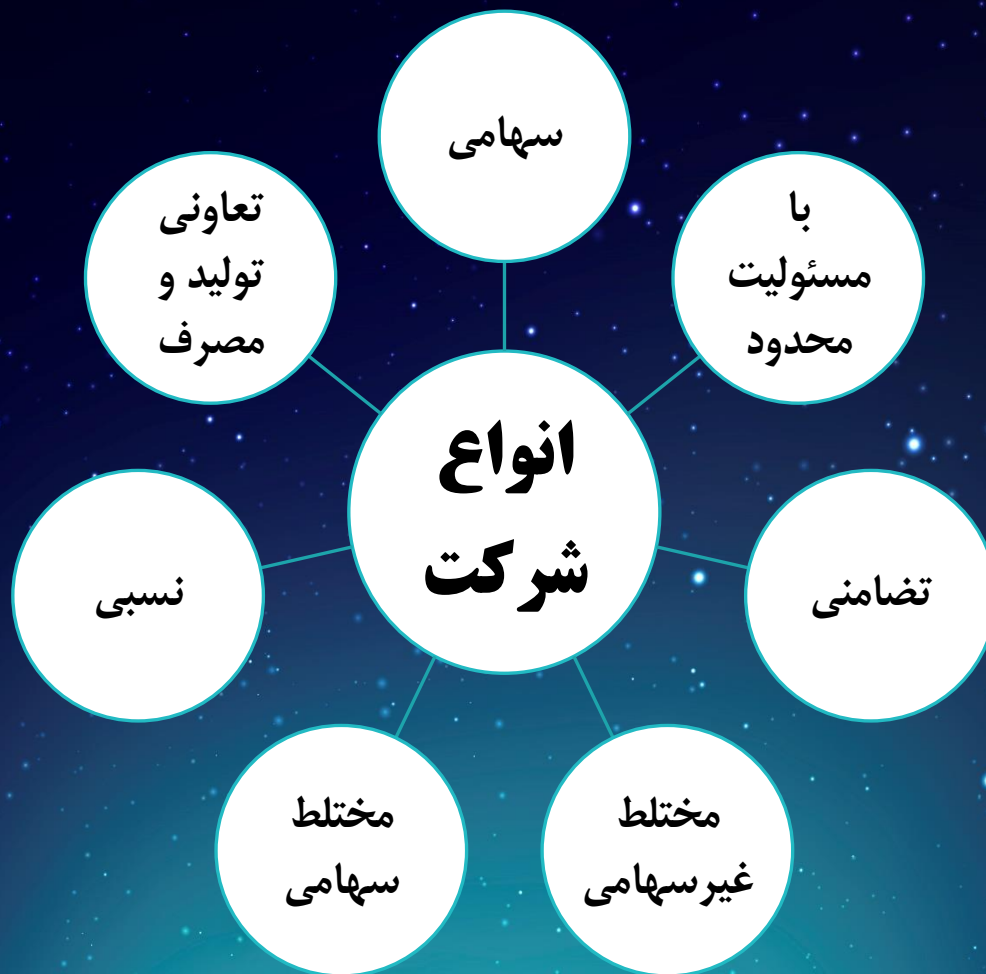 انواع
شرکت
سهامی
با
مسئولیت
محدود
تضامنی
مختلط
غیرسهامی
مختلط
سهامی
نسبی
تعاونی
تولید و
مصرف